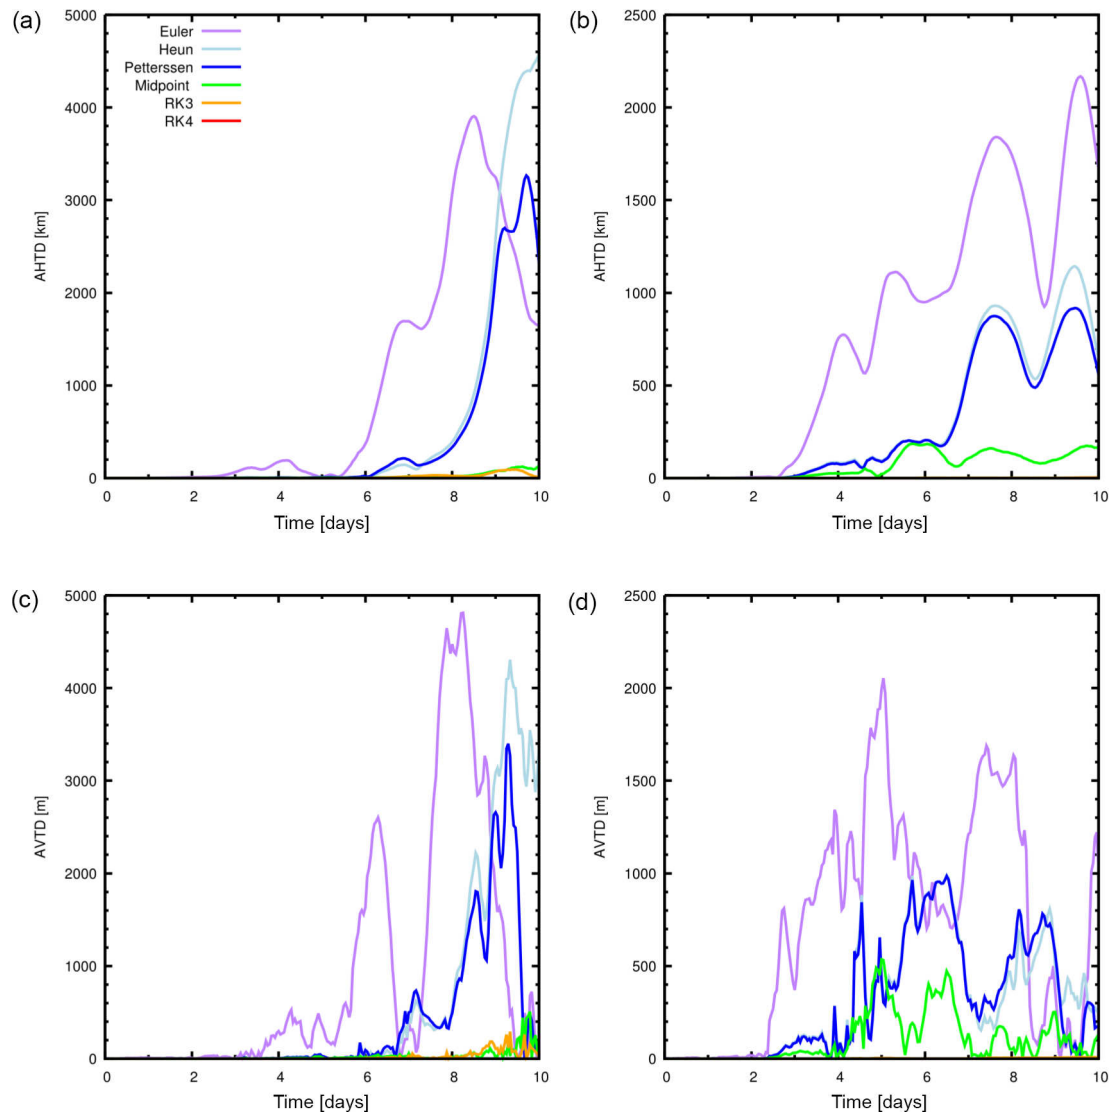 (a)
5000
4000
3000
2000
1000
0
AHTD [km]
Euler
Heun
Petterssen
Midpoint
RK3
RK4
0 2 4 6 8 10
Time [days]
(b)
2500
2000
1500
1000
500
0
AHTD [km]
0 2 4 6 8 10
Time [days]
(c)
5000
4000
3000
2000
1000
0
AVTD [m]
0 2 4 6 8 10
Time [days]
(d)
2500
2000
1500
1000
500
0
AVTD [m]
0 2 4 6 8 10
Time [days]